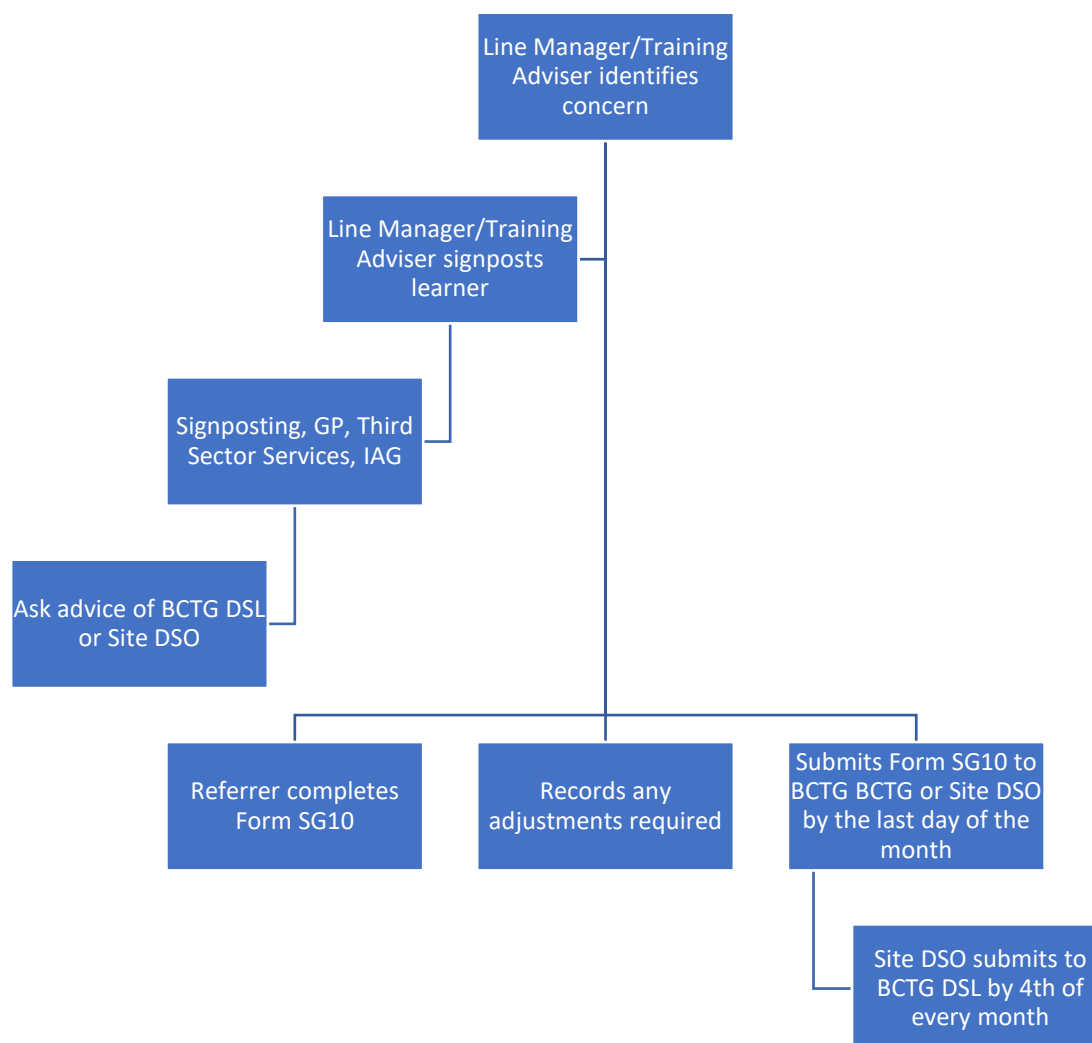 Line Manager/Training
Adviser identifies
concern
Line Manager/Training
Adviser signposts
learner
Signposting, GP, Third
Sector Services, IAG
Ask advice of BCTG DSL
or Site DSO
Referrer completes
Form SG10
Records any
adjustments required
Submits Form SG10 to
BCTG BCTG or Site DSO
by the last day of the
month
Site DSO submits to
BCTG DSL by 4th of
every month